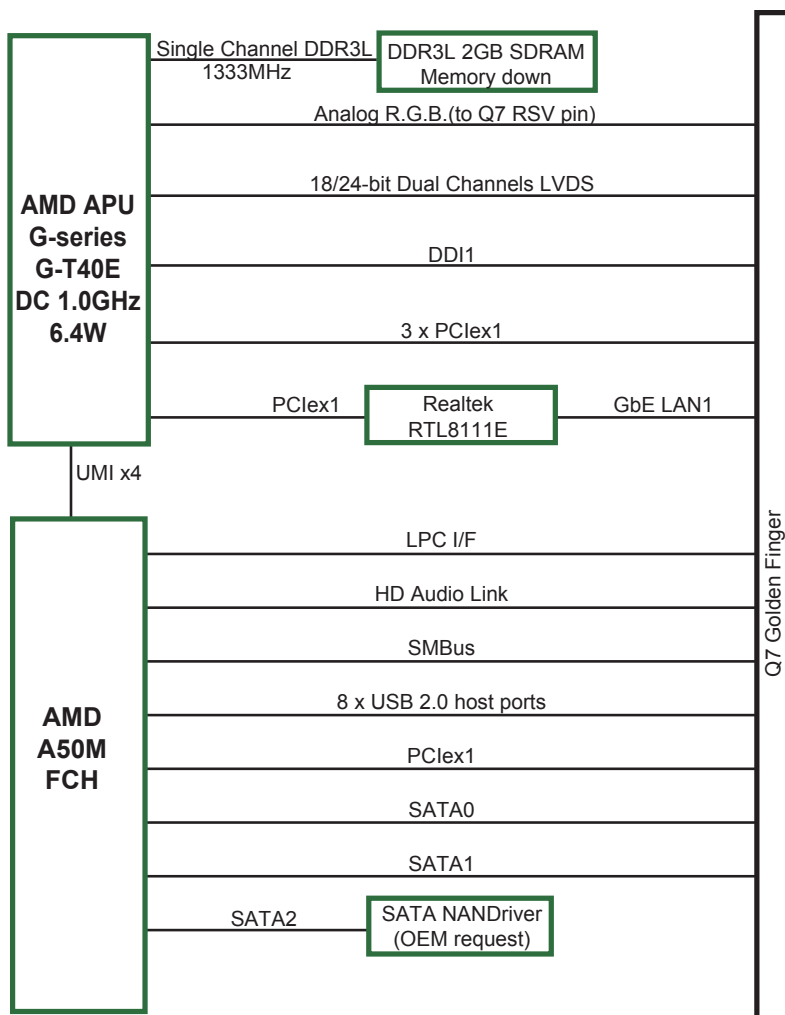 Single Channel DDR3L
1333MHz
DDR3L 2GB SDRAM
Memory down
Analog R.G.B.(to Q7 RSV pin)
18/24-bit Dual Channels LVDS
AMD APU
G-series
G-T40E
DC 1.0GHz
6.4W
DDI1
3 x PCIex1
PCIex1
Realtek
RTL8111E
GbE LAN1
UMI x4
Q7 Golden Finger
LPC I/F
HD Audio Link
SMBus
8 x USB 2.0 host ports
AMD
A50M
FCH
PCIex1
SATA0
SATA1
SATA2
SATA NANDriver
(OEM request)